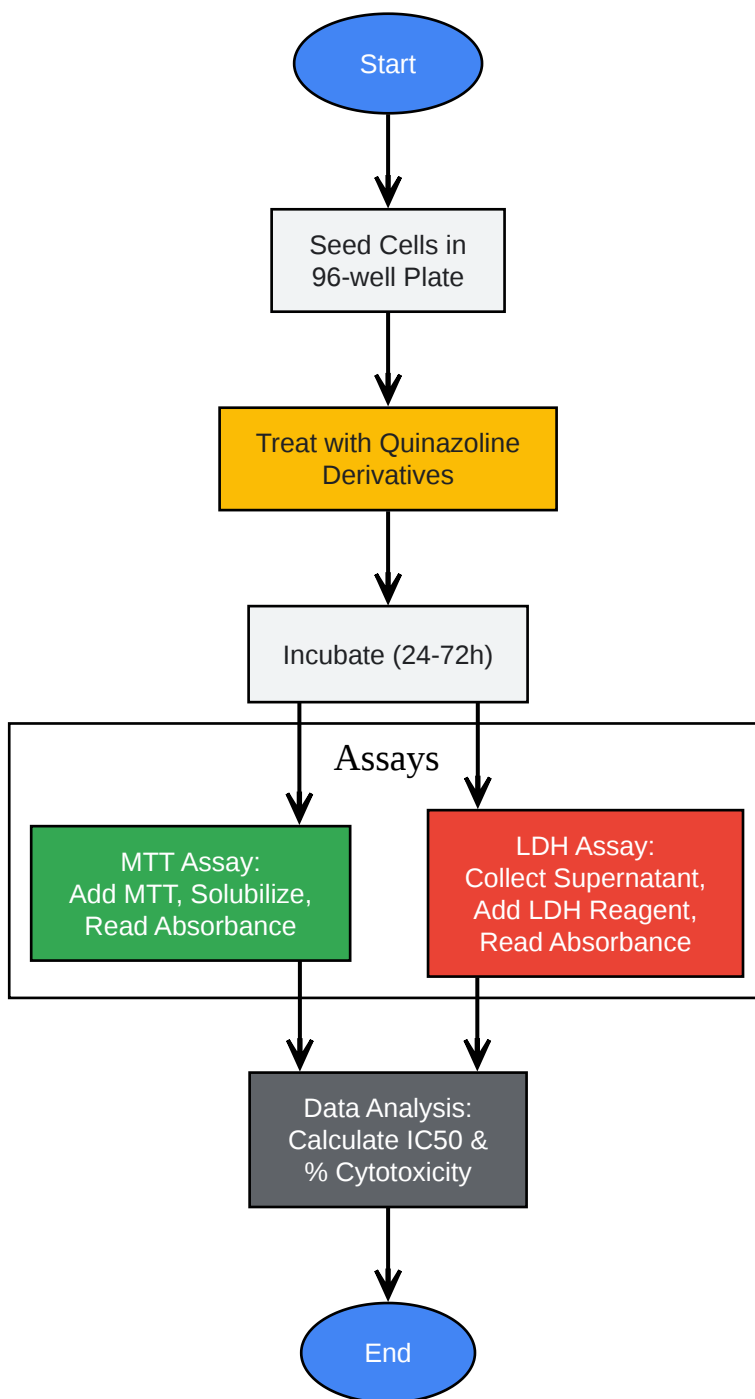 Start
Seed Cells in
96-well Plate
Treat with Quinazoline
Derivatives
Incubate (24-72h)
Assays
MTT Assay:
Add MTT, Solubilize,
Read Absorbance
LDH Assay:
Collect Supernatant,
Add LDH Reagent,
Read Absorbance
Data Analysis:
Calculate IC50 &
% Cytotoxicity
End